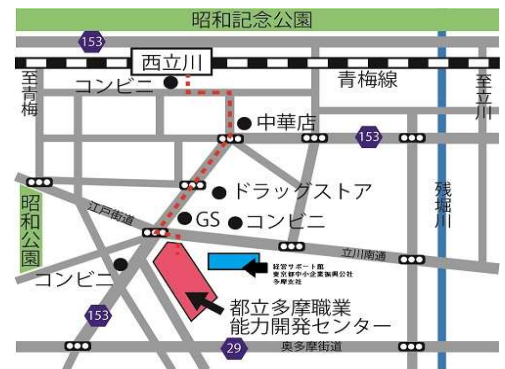 昭和記念公園
153
西立川
コンビニ
青梅線
至青梅
至立川
中華店
153
ドラッグストア
残堀川
昭和公園
江戸街道
GS
コンビニ
立川南通
コンビニ
経営サポート館
東京都中小企業振興公社
多摩支社
都立多摩職業
能力開発センター
153
29
奥多摩街道